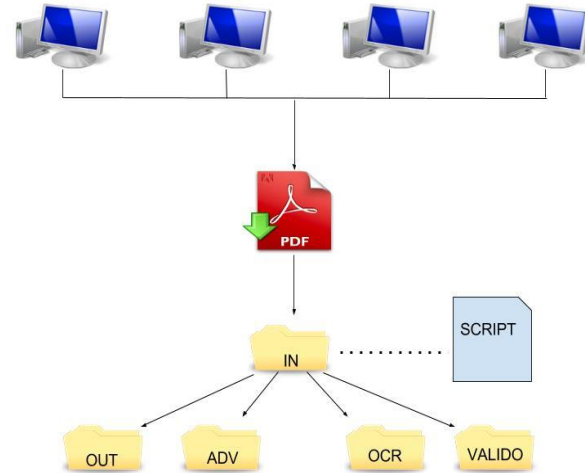 PDF
IN
SCRIPT
OUT
ADV
OCR
VALIDO